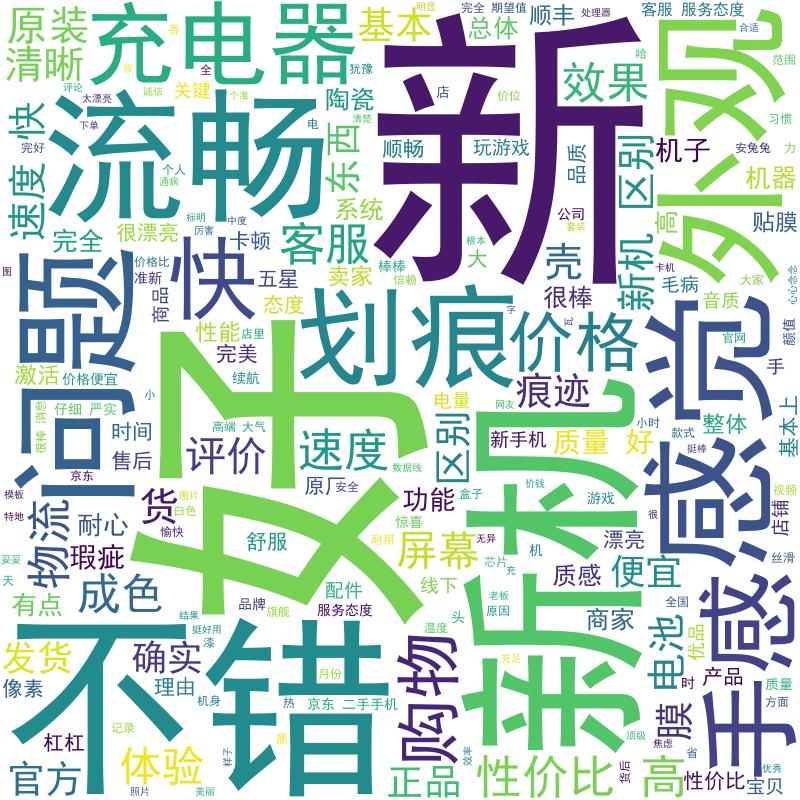 原装
清晰
充电器
基本
明显
总体
完全
期望值
顺丰
处理器
客服
服务态度
合适
外观
范围
习惯
评论
双
香
全
犹豫
关键
太漂亮
诚信
个准
店
价位
新
效果
哈
快
下单
流畅
陶瓷
清楚
电
顺畅
玩游戏
品质
区别
机子
安兔兔
力
机器
速度
完好
个人
通病
东西
系统
公司
套装
高
贴膜
完全
很漂亮
标明
厉害
中度
卡顿
客服
棒棒
根本
大
壳
新机
卡机
大家
毛病
心心念念
图
问题
价格比
准新
商品
快
五星
卖家
信赖
很棒
音质
官网
颜值
态度
性能
店里
完美
划痕
字
瓦
价格
感觉
手
激活
价格便宜
续航
小
好
痕迹
电量
网友
小时
款式
整体
基本上
仔细
严实
很棒
消息
时间
高端
大气
评价
速度
区别
新手机
质量
好
挺棒
京东
售后
数据线
原厂
安全
盒子
价钱
新机
游戏
很
视频
店铺
模板
特地
物流
耐心
货
图片
白色
愉快
功能
惊喜
耐用
无异
漂亮
瑕疵
舒服
屏幕
芯片
机
充
丝滑
妥妥
天
成色
配件
线下
质感
便宜
有点
品牌
旗舰
服务态度
头
老板
原因
商家
全国
手感
不错
结果
挺好用
漆
温度
购物
电池
优品
发货
确实
充足
月份
产品
时
质量
像素
理由
机身
热
京东
二手手机
膜
方面
杠杠
记录
样子
黑
顶级
焦虑
省
官方
体验
照片
美丽
正品
效率
性价比
货后
高
性价比
优秀
宝贝